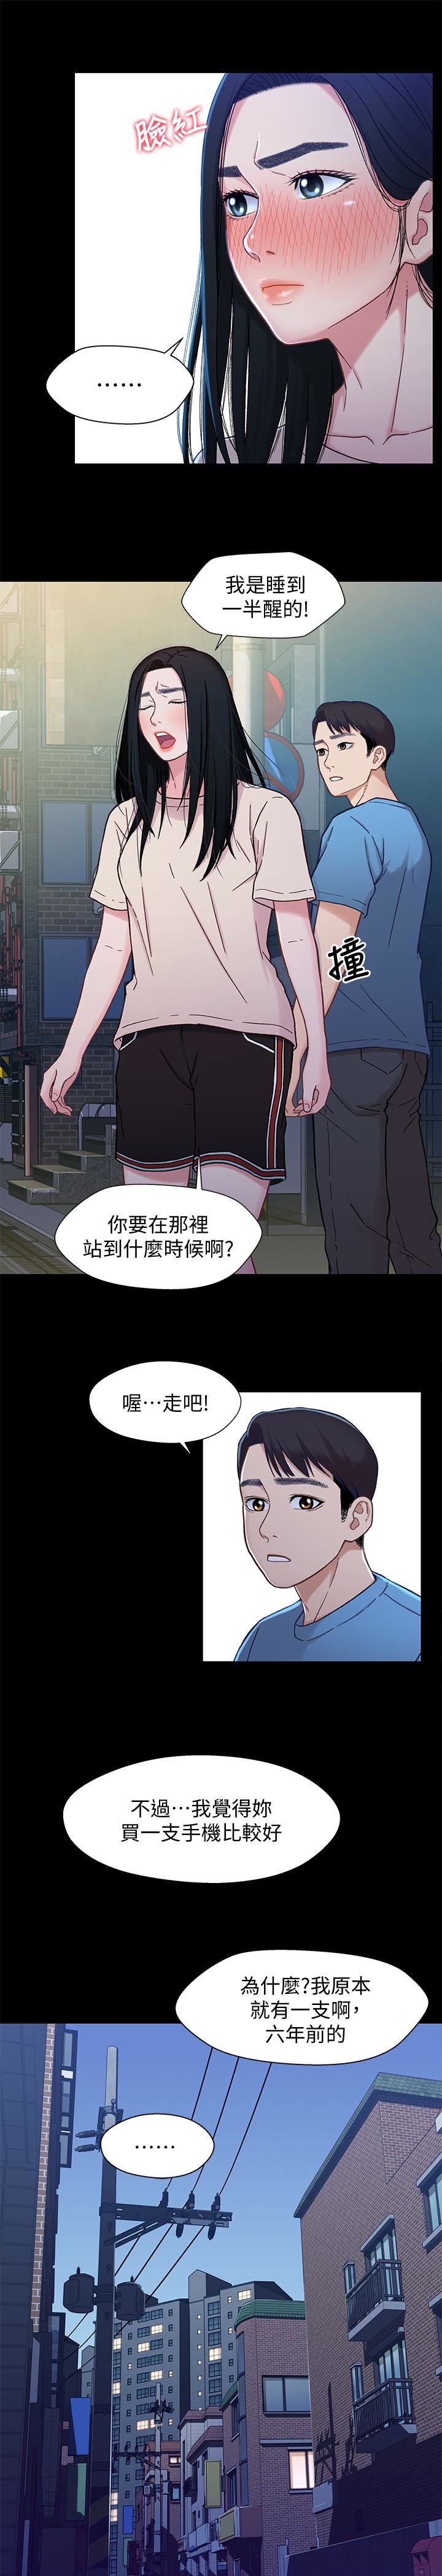 臉紅
……
我是睡到
一半醒的!
撞
你要在那裡
站到什麼時候啊?
喔…走吧!
不過…我覺得妳
買一支手機比較好
為什麼?我原本
就有一支啊,
六年前的
……